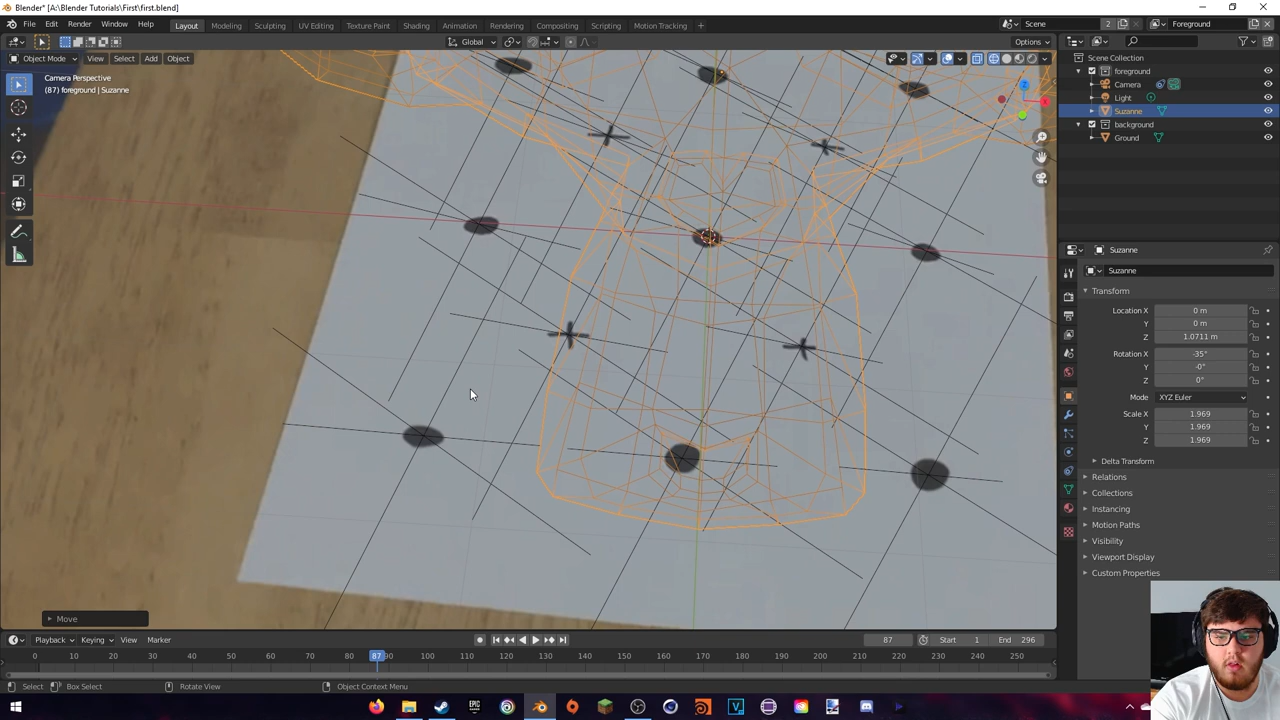 Blender* [A:\Blender Tutorials\First\first.blend]
File Edit Render Window Help Layout Modeling Sculpting UV Editing Texture Paint Shading Animation Rendering Compositing Scripting Motion Tracking + Scene 2 Foreground
Global Options
Object Mode View Select Add Object
Camera Perspective
(87) foreground | Suzanne
Scene Collection
foreground
Camera
Light
Suzanne
background
Ground
Suzanne
Suzanne
Transform
Location X 0 m
Y 0 m
Z 1.0711 m
Rotation X -35°
Y -0°
Z 0°
Mode XYZ Euler
Scale X 1.969
Y 1.969
Z 1.969
Delta Transform
Relations
Collections
Instancing
Motion Paths
Visibility
Viewport Display
Custom Properties
Move
Playback Keying View Marker 87 Start 1 End 296
0 10 20 30 40 50 60 70 80 87 90 100 110 120 130 140 150 160 170 180 190 200 210 220 230 240 250
Select Box Select Rotate View Object Context Menu